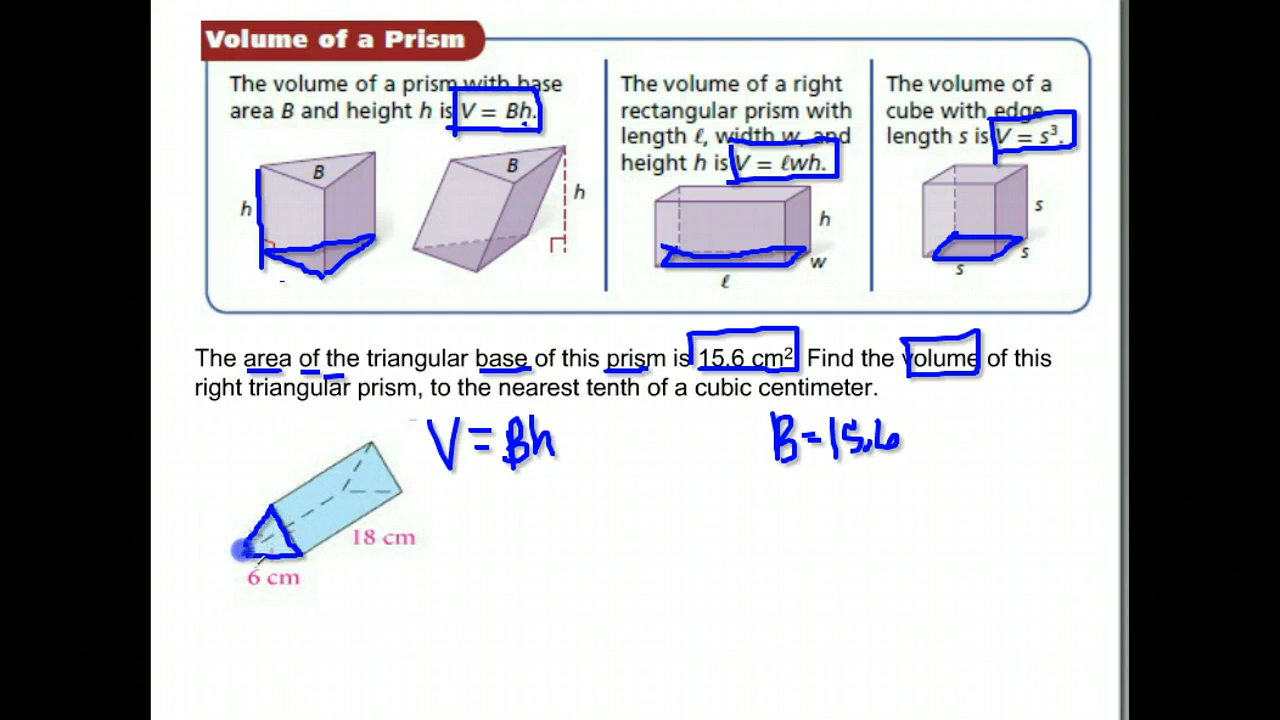 Volume of a Prism
The volume of a prism with base
area B and height h is V = Bh.
B
h
B
h
The volume of a right
rectangular prism with
length ℓ, width w, and
height h is V = ℓwh.
h
w
ℓ
The volume of a
cube with edge
length s is V = s³.
s
s
s
The area of the triangular base of this prism is 15.6 cm². Find the volume of this
right triangular prism, to the nearest tenth of a cubic centimeter.
V = Bh
B = 15.6
18 cm
6 cm